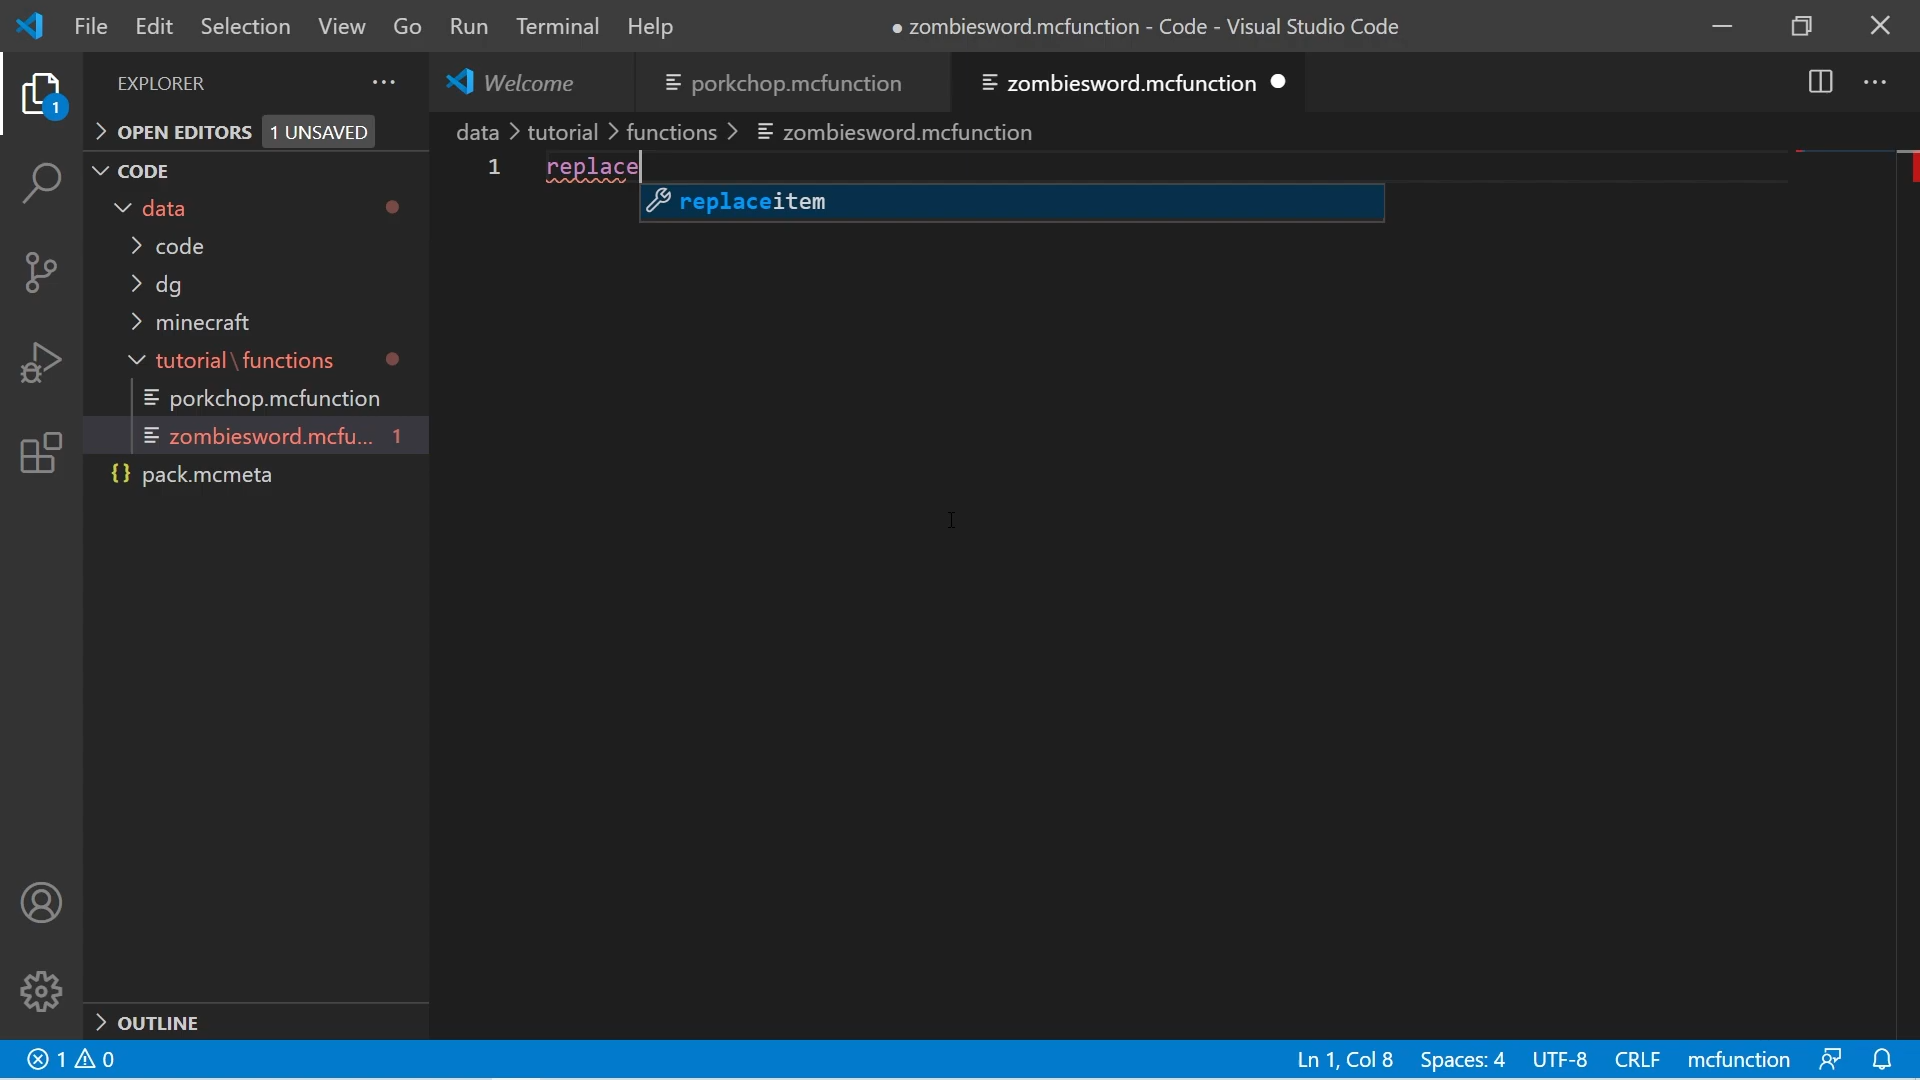 File Edit Selection View Go Run Terminal Help ● zombiesword.mcfunction - Code - Visual Studio Code
EXPLORER ···
Welcome porkchop.mcfunction zombiesword.mcfunction ● ···
1
OPEN EDITORS 1 UNSAVED
data > tutorial > functions > zombiesword.mcfunction
CODE
1 replace
data
replaceitem
code
dg
minecraft
tutorial\functions
porkchop.mcfunction
zombiesword.mcfu... 1
{} pack.mcmeta
OUTLINE
1 0 Ln 1, Col 8 Spaces: 4 UTF-8 CRLF mcfunction